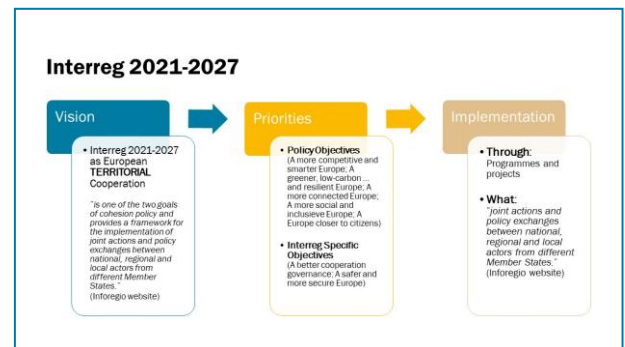 Interreg 2021-2027
Vision
• Interreg 2021-2027
as European
TERRITORIAL
Cooperation
"is one of the two goals
of cohesion policy and
provides a framework for
the implementation of
joint actions and policy
exchanges between
national, regional and
local actors from
different Member
States."
(Inforegio website)
Priorities
• Policy Objectives
(A more competitive and
smarter Europe; A
greener, low-carbon ...
and resilient Europe; A
more connected Europe;
A more social and
inclusieve Europe; A
Europe closer to citizens)
• Interreg Specific
Objectives
(A better cooperation
governance; A safer and
more secure Europe)
Implementation
• Through:
Programmes and
projects
• What:
"joint actions and
policy exchanges
between national,
regional and local
actors from different
Member States."
(Inforegio website)